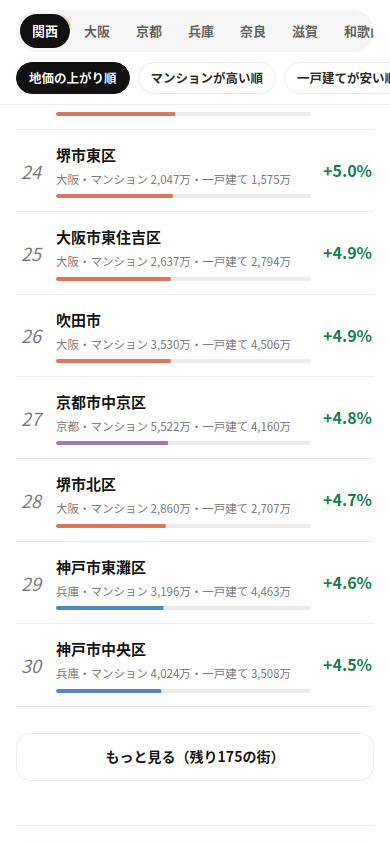 関西 大阪 京都 兵庫 奈良 滋賀 和歌
地価の上がり順 マンションが高い順 一戸建てが安い順
24 堺市東区 +5.0%
大阪・マンション 2,047万・一戸建て 1,575万
25 大阪市東住吉区 +4.9%
大阪・マンション 2,637万・一戸建て 2,794万
26 吹田市 +4.9%
大阪・マンション 3,530万・一戸建て 4,506万
27 京都市中京区 +4.8%
京都・マンション 5,522万・一戸建て 4,160万
28 堺市北区 +4.7%
大阪・マンション 2,860万・一戸建て 2,707万
29 神戸市東灘区 +4.6%
兵庫・マンション 3,196万・一戸建て 4,463万
30 神戸市中央区 +4.5%
兵庫・マンション 4,024万・一戸建て 3,508万
もっと見る（残り175の街）